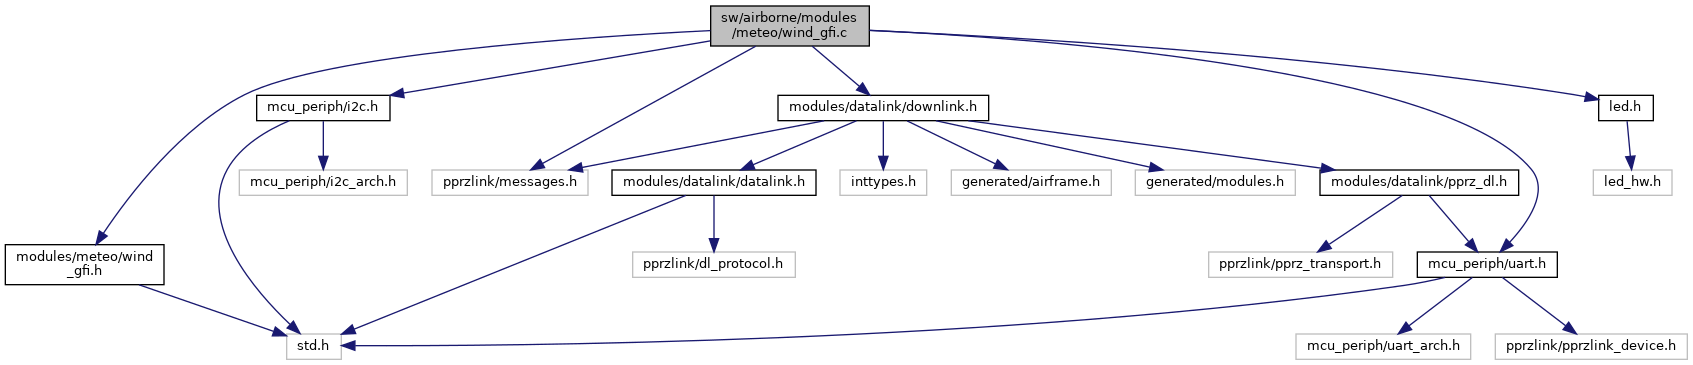 sw/airborne/modules
/meteo/wind_gfi.c
mcu_periph/i2c.h
modules/datalink/downlink.h
led.h
mcu_periph/i2c_arch.h
pprzlink/messages.h
modules/datalink/datalink.h
inttypes.h
generated/airframe.h
generated/modules.h
modules/datalink/pprz_dl.h
led_hw.h
modules/meteo/wind
_gfi.h
pprzlink/dl_protocol.h
pprzlink/pprz_transport.h
mcu_periph/uart.h
std.h
mcu_periph/uart_arch.h
pprzlink/pprzlink_device.h